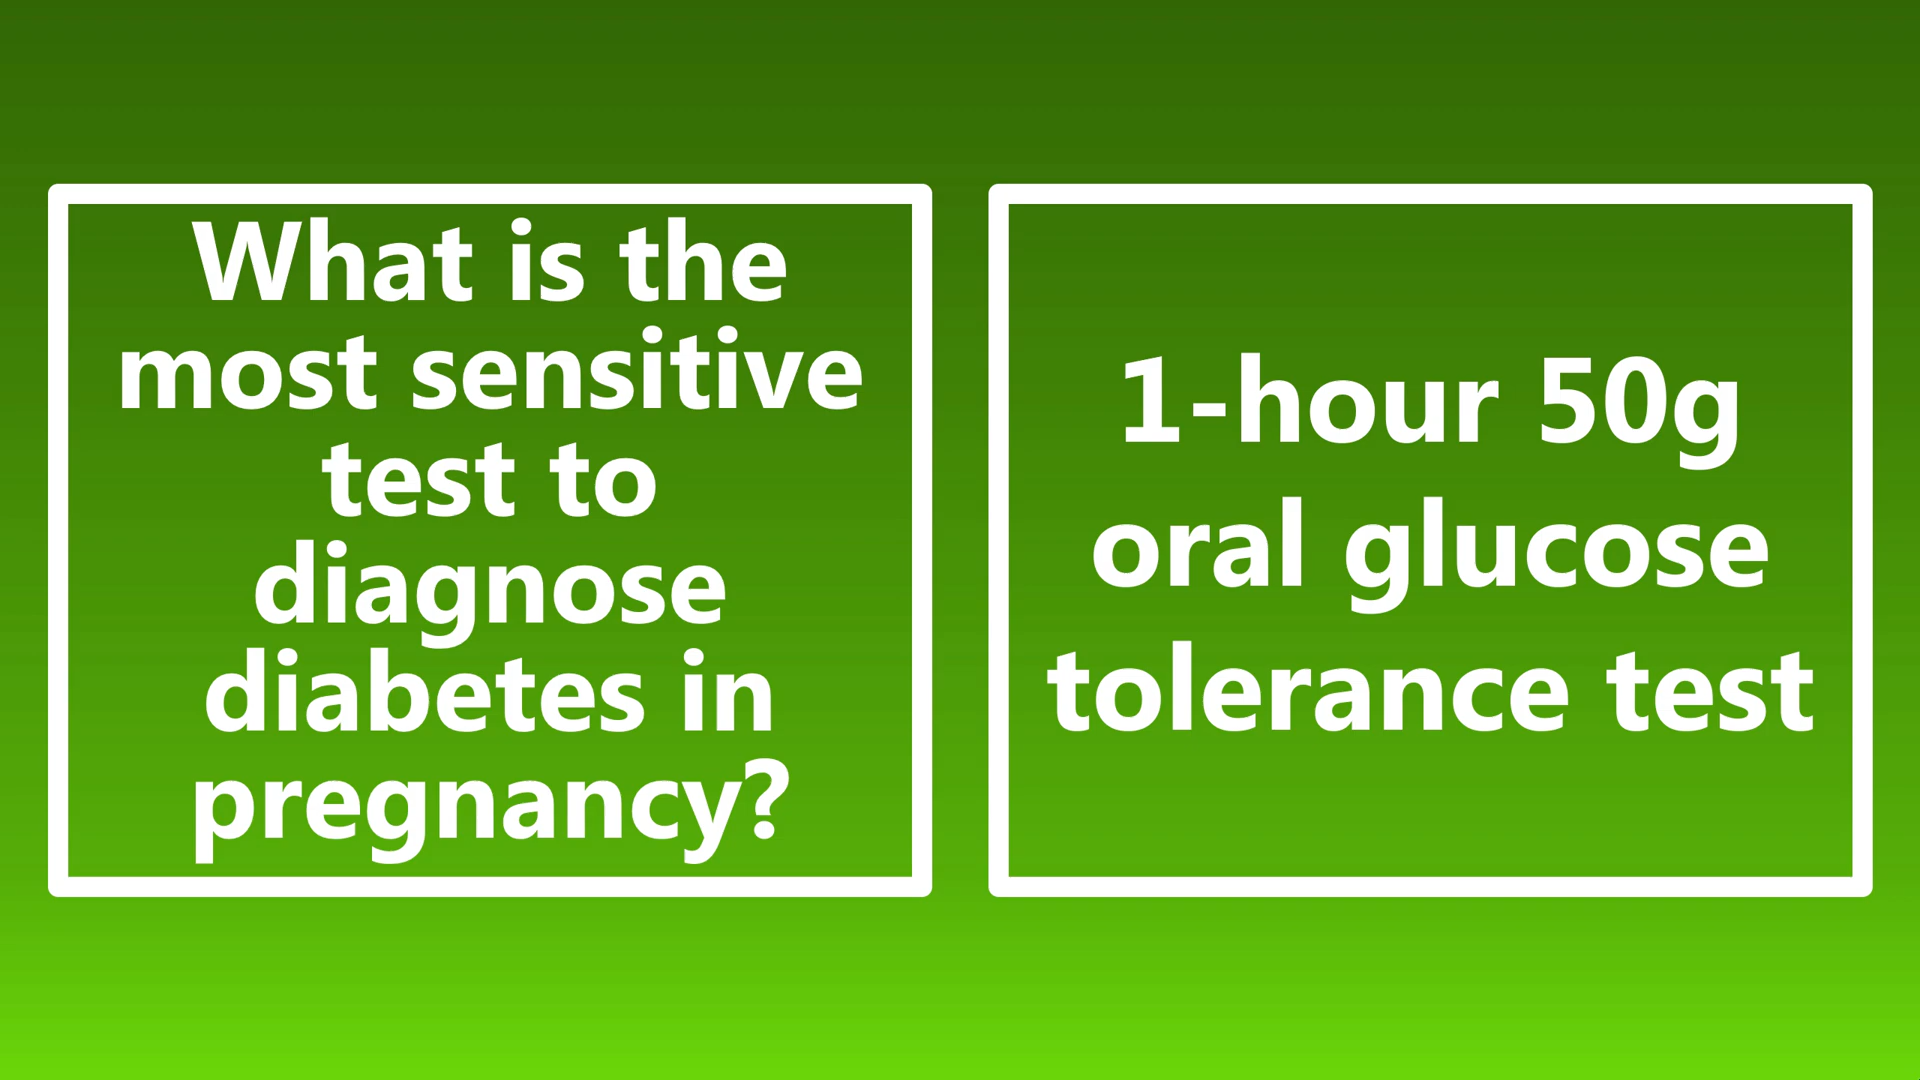 What is the
most sensitive
test to
diagnose
diabetes in
pregnancy?
1-hour 50g
oral glucose
tolerance test